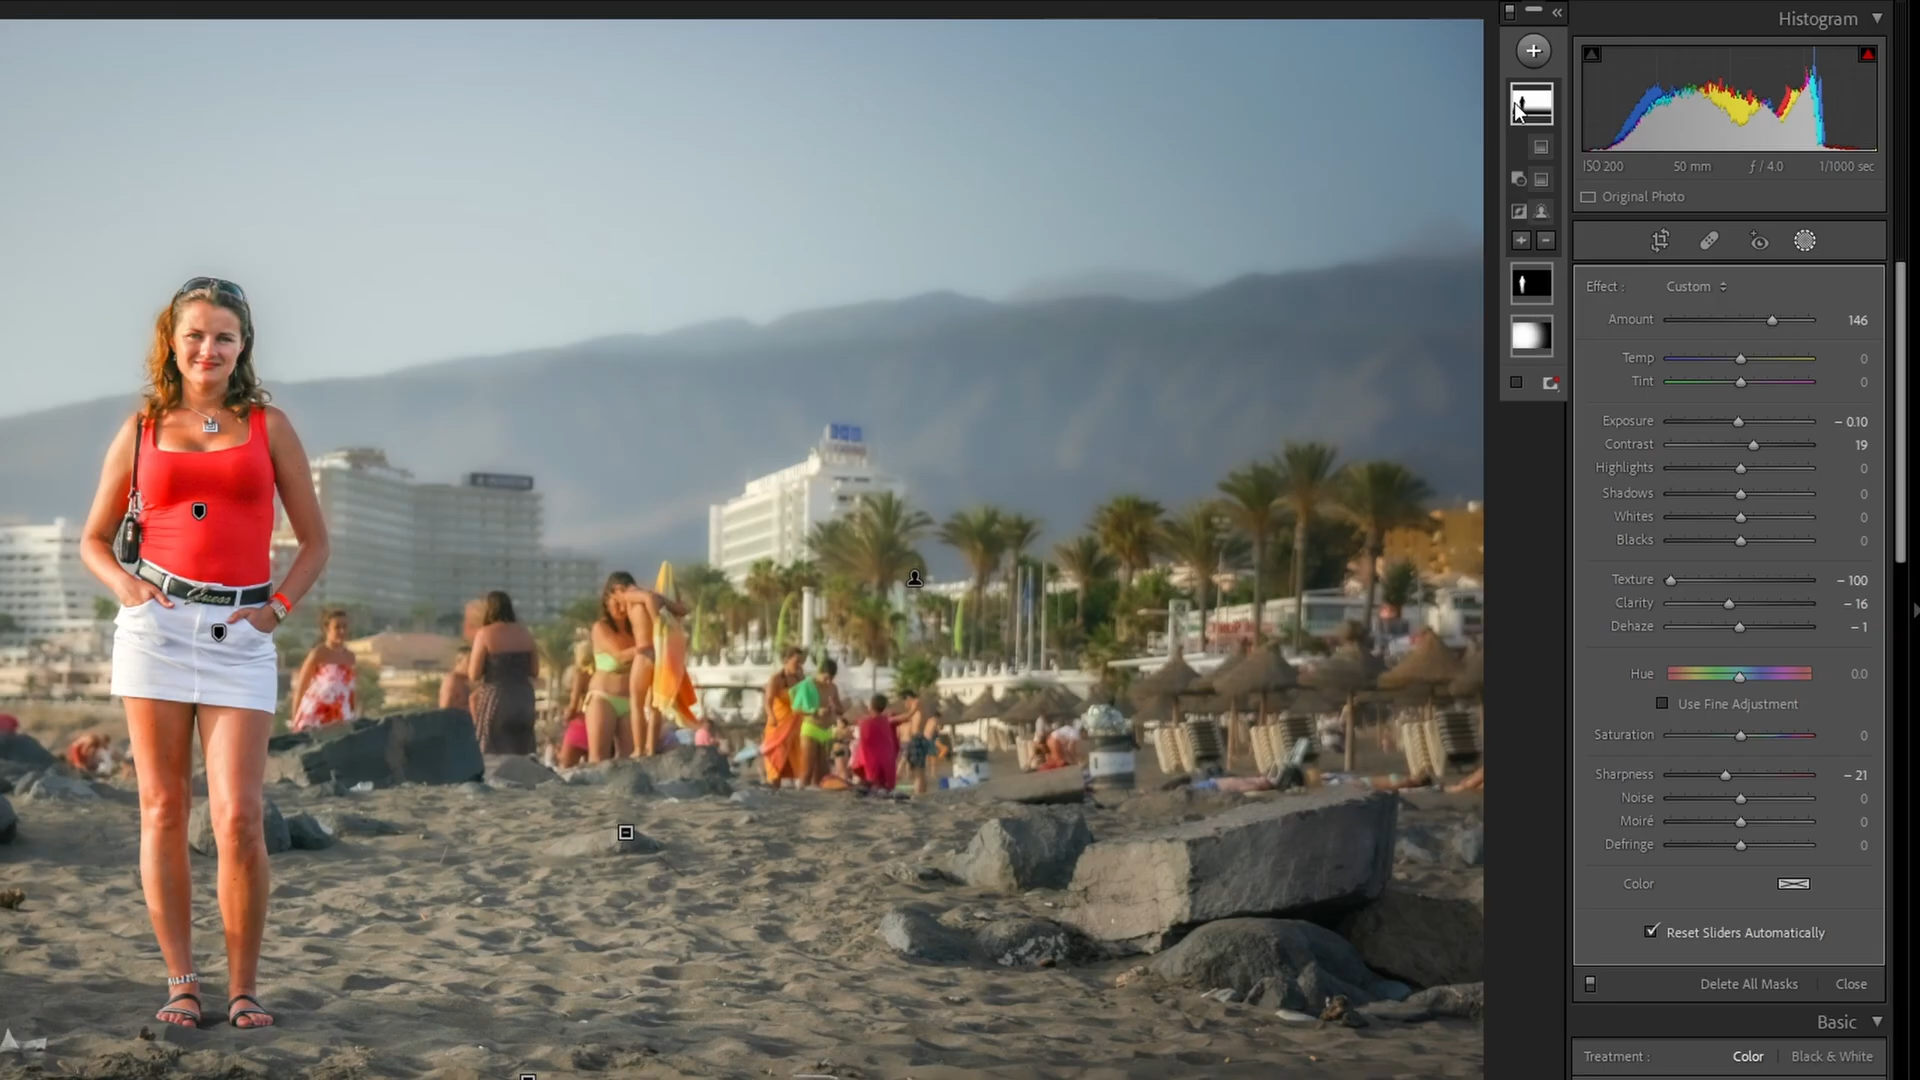 Histogram
ISO 200 50 mm ƒ / 4.0 1/1000 sec
Original Photo
Effect : Custom
Amount 146
Temp 0
Tint 0
Exposure – 0.10
Contrast 19
Highlights 0
Shadows 0
Whites 0
Blacks 0
Texture – 100
Clarity – 16
Dehaze – 1
Hue 0.0
Use Fine Adjustment
Saturation 0
Sharpness – 21
Noise 0
Moiré 0
Defringe 0
Color
Reset Sliders Automatically
Delete All Masks Close
Basic
Treatment : Color Black & White
Guess